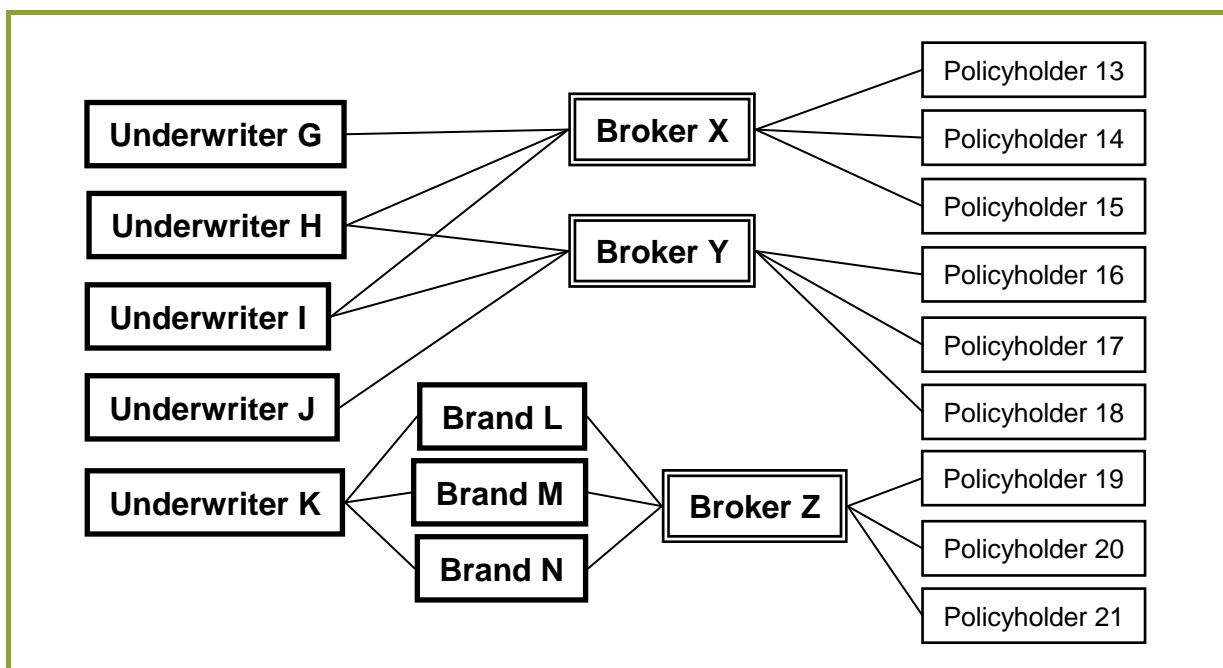 Underwriter G
Underwriter H
Underwriter I
Underwriter J
Underwriter K
Brand L
Brand M
Brand N
Broker X
Broker Y
Broker Z
Policyholder 13
Policyholder 14
Policyholder 15
Policyholder 16
Policyholder 17
Policyholder 18
Policyholder 19
Policyholder 20
Policyholder 21